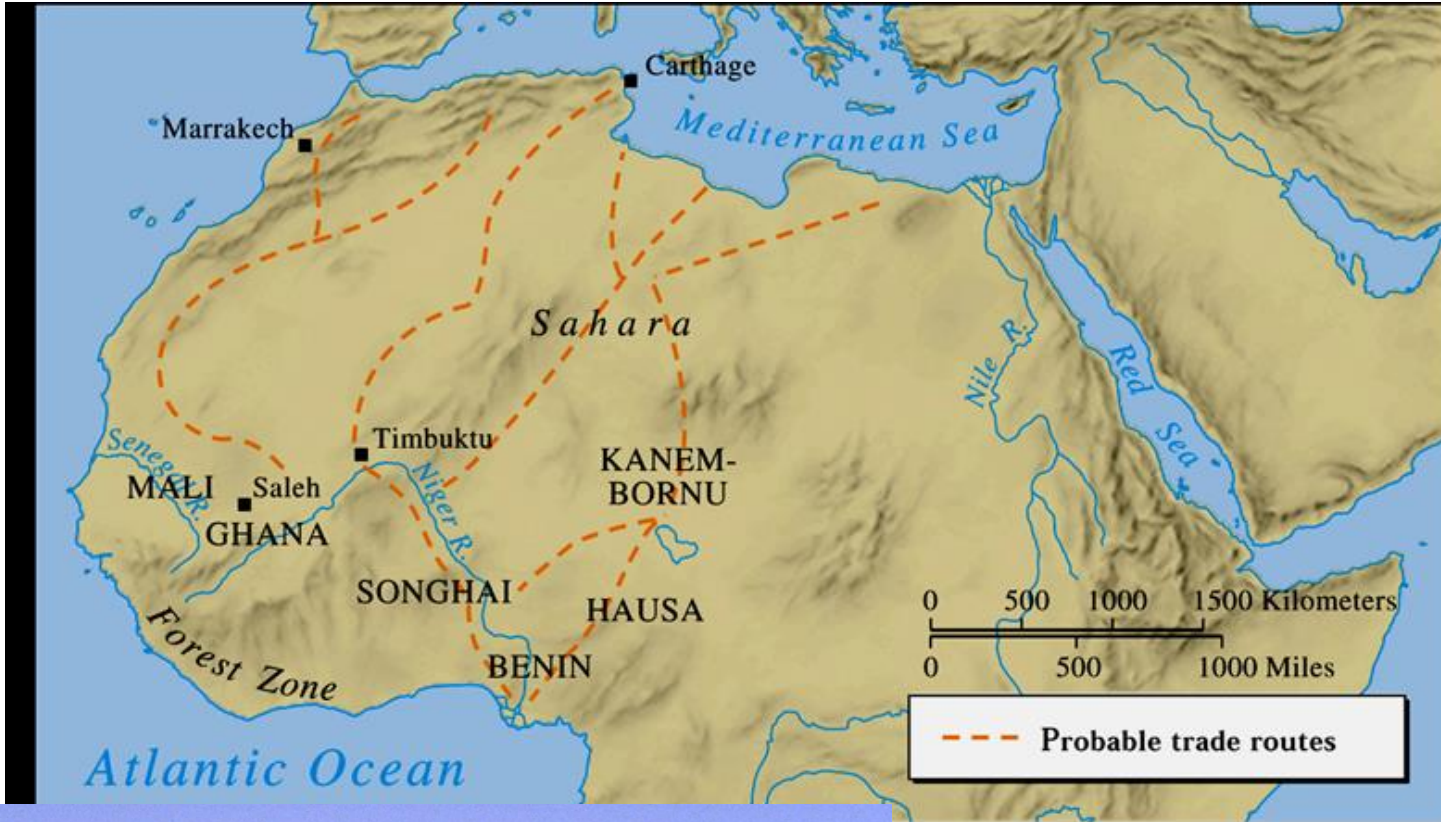 Carthage
Marrakech
Mediterranean Sea
Sahara
Nile R.
Red Sea
Timbuktu
Senegal R.
MALI
Saleh
GHANA
Niger R.
KANEM-
BORNU
SONGHAI
HAUSA
BENIN
Forest Zone
0 500 1000 1500 Kilometers
0 500 1000 Miles
Probable trade routes
Atlantic Ocean